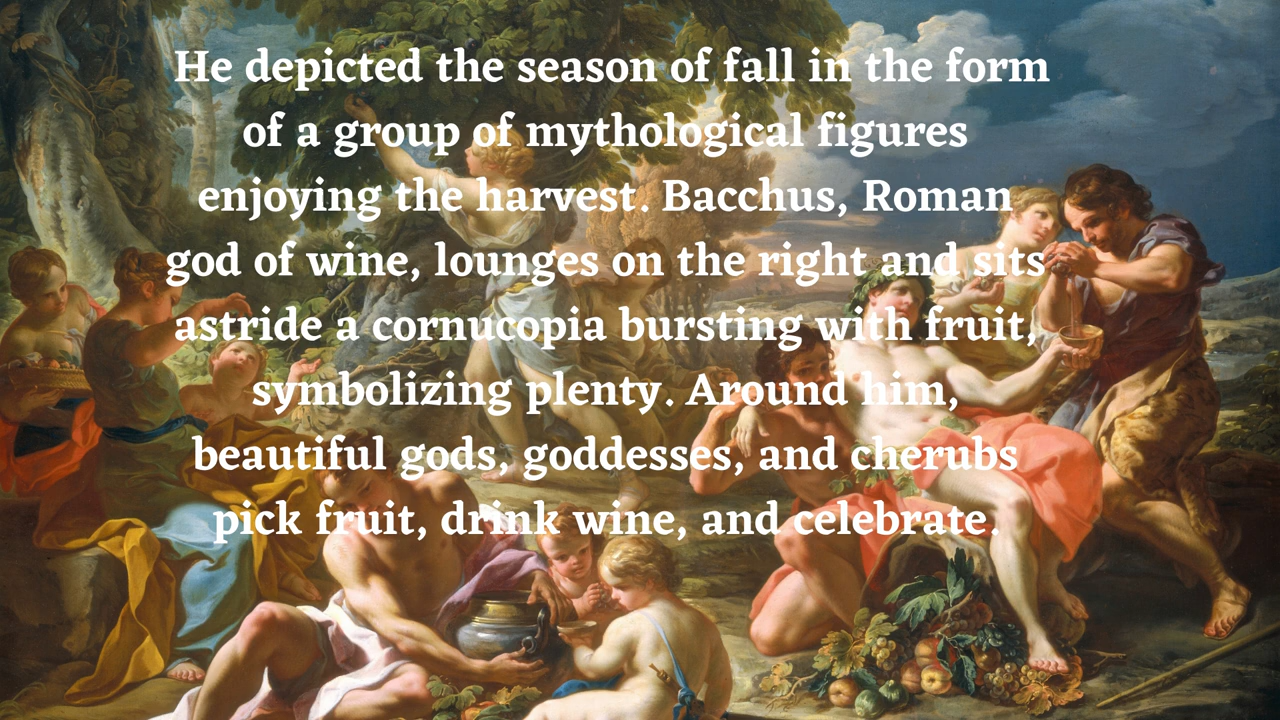 He depicted the season of fall in the form
of a group of mythological figures
enjoying the harvest. Bacchus, Roman
god of wine, lounges on the right and sits
astride a cornucopia bursting with fruit,
symbolizing plenty. Around him,
beautiful gods, goddesses, and cherubs
pick fruit, drink wine, and celebrate.